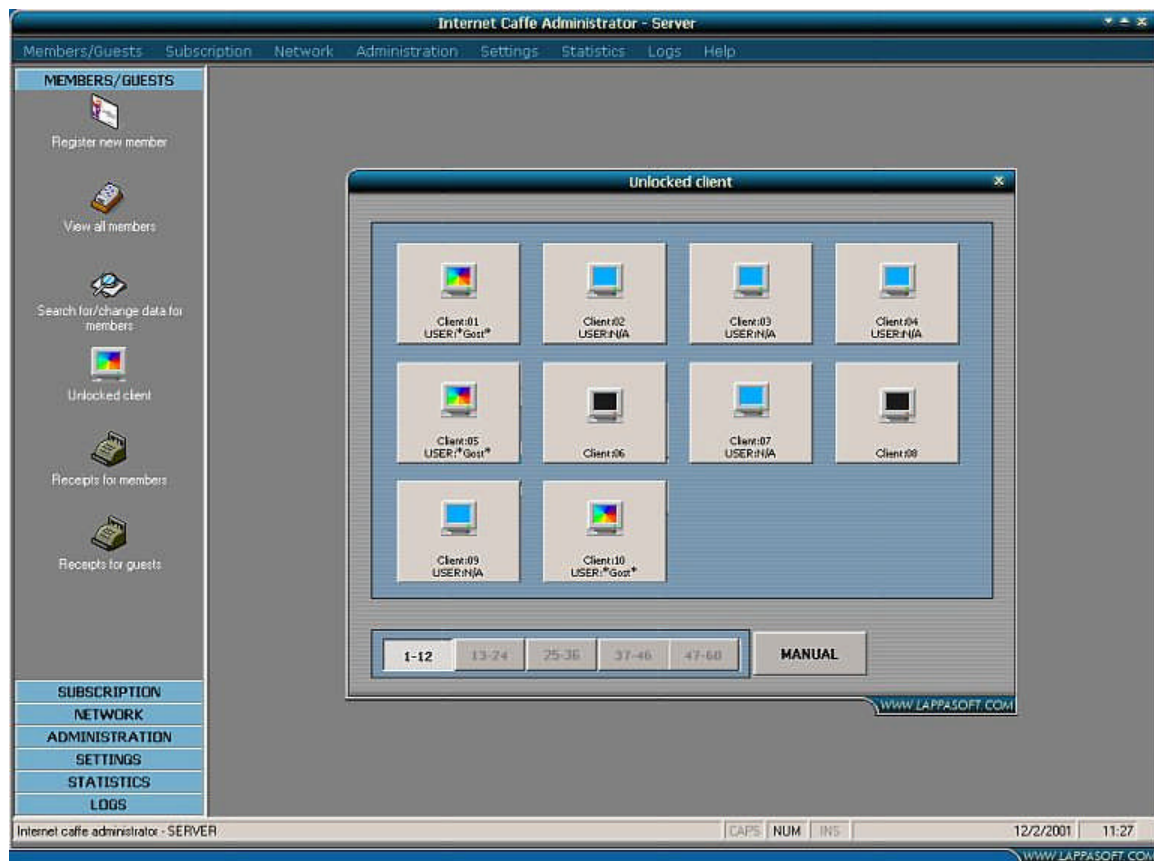 Internet Caffe Administrator - Server
Members/Guests Subscription Network Administration Settings Statistics Logs Help
MEMBERS/GUESTS
Register new member
View all members
Search for/change data for
members
Unlocked client
Receipts for members
Receipts for guests
SUBSCRIPTION
NETWORK
ADMINISTRATION
SETTINGS
STATISTICS
LOGS
Unlocked client
Client:01
USER:*Gost*
Client:02
USER:N/A
Client:03
USER:N/A
Client:04
USER:N/A
Client:05
USER:*Gost*
Client:06
Client:07
USER:N/A
Client:08
Client:09
USER:N/A
Client:10
USER:*Gost*
1-12 13-24 25-36 37-46 47-60 MANUAL
WWW.LAPPASOFT.COM
Internet caffe administrator - SERVER CAPS NUM INS 12/2/2001 11:27
WWW.LAPPASOFT.COM